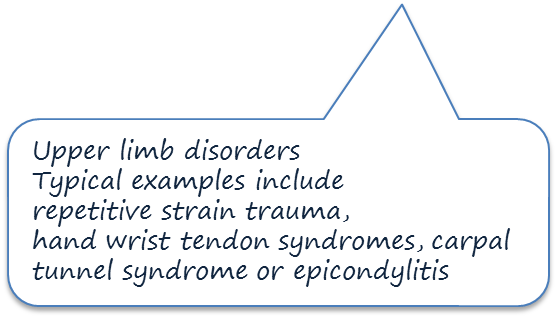 Upper limb disorders
Typical examples include
repetitive strain trauma,
hand wrist tendon syndromes, carpal
tunnel syndrome or epicondylitis